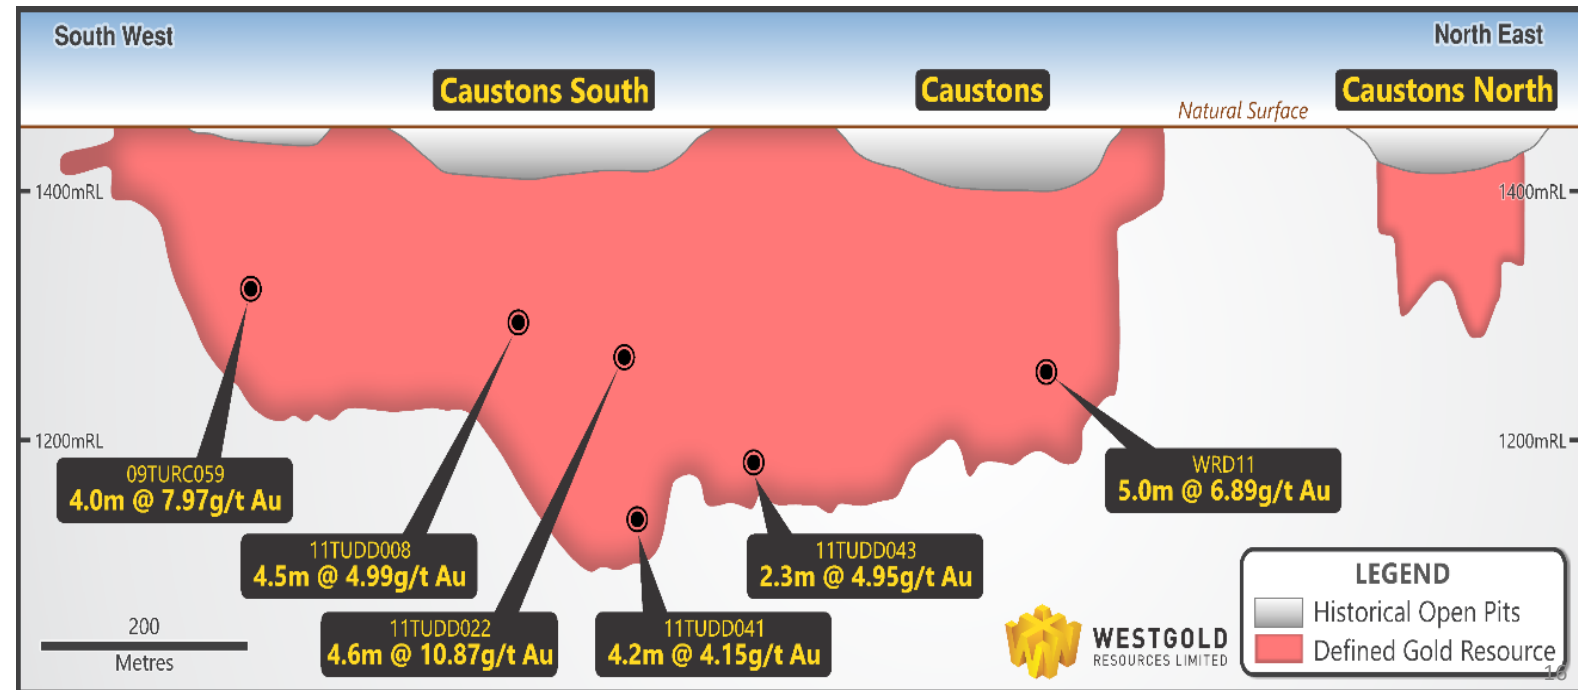 South West
North East
Caustons South
Caustons
Caustons North
Natural Surface
1400mRL
1400mRL
1200mRL
1200mRL
09TURC059
4.0m @ 7.97g/t Au
WRD11
5.0m @ 6.89g/t Au
11TUDD008
4.5m @ 4.99g/t Au
11TUDD043
2.3m @ 4.95g/t Au
11TUDD022
4.6m @ 10.87g/t Au
11TUDD041
4.2m @ 4.15g/t Au
200
Metres
WESTGOLD
RESOURCES LIMITED
LEGEND
Historical Open Pits
Defined Gold Resource
16